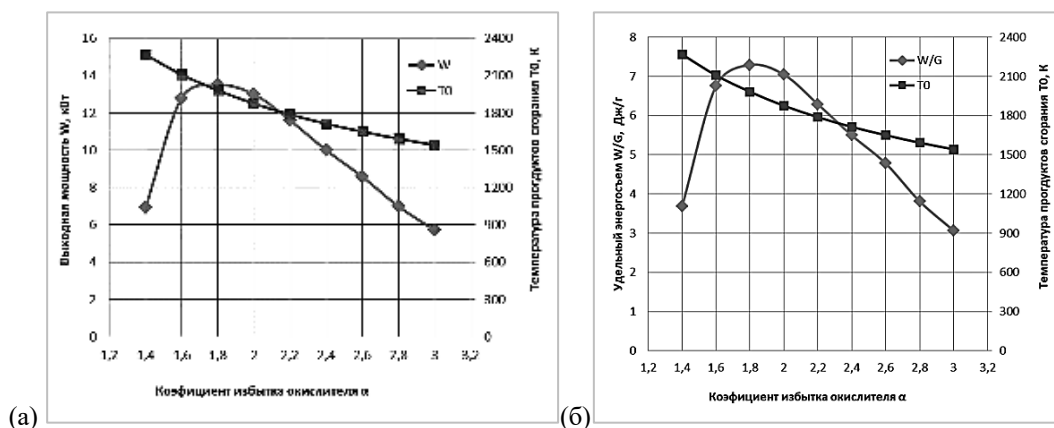 Выходная мощность W, кВт
16
14
12
10
8
6
4
2
0
W
T0
2400
2100
1800
1500
1200
900
600
300
0
Температура прогдуктов сгорания T0, К
1,2 1,4 1,6 1,8 2 2,2 2,4 2,6 2,8 3 3,2
Коэфициент избытка окислителя α
(а)
Удельный энергосъем W/G, Дж/г
8
7
6
5
4
3
2
1
0
W/G
T0
2400
2100
1800
1500
1200
900
600
300
0
Температура прогдуктов сгорания T0, К
1,2 1,4 1,6 1,8 2 2,2 2,4 2,6 2,8 3 3,2
Коэфициент избытка окислителя α
(б)